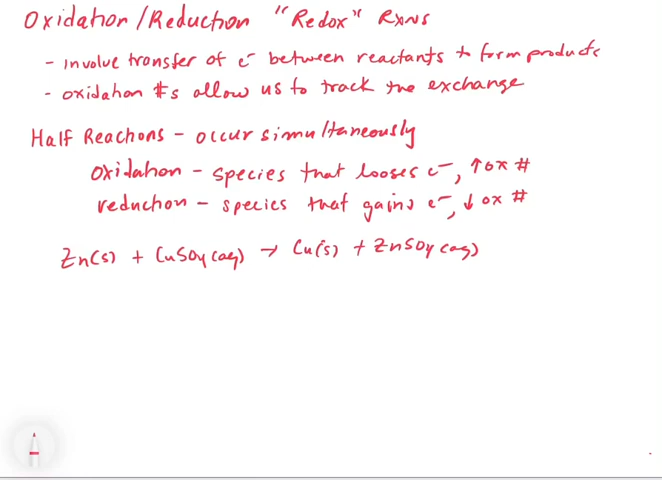 Oxidation/Reduction "Redox" Rxns
- involve transfer of e⁻ between reactants + form products
- oxidation #s allow us to track the exchange
Half Reactions - occur simultaneously
oxidation - species that looses e⁻, ↑ox #
reduction - species that gains e⁻, ↓ ox #
Zn(s) + CuSO4(aq) → Cu(s) + ZnSO4(aq)